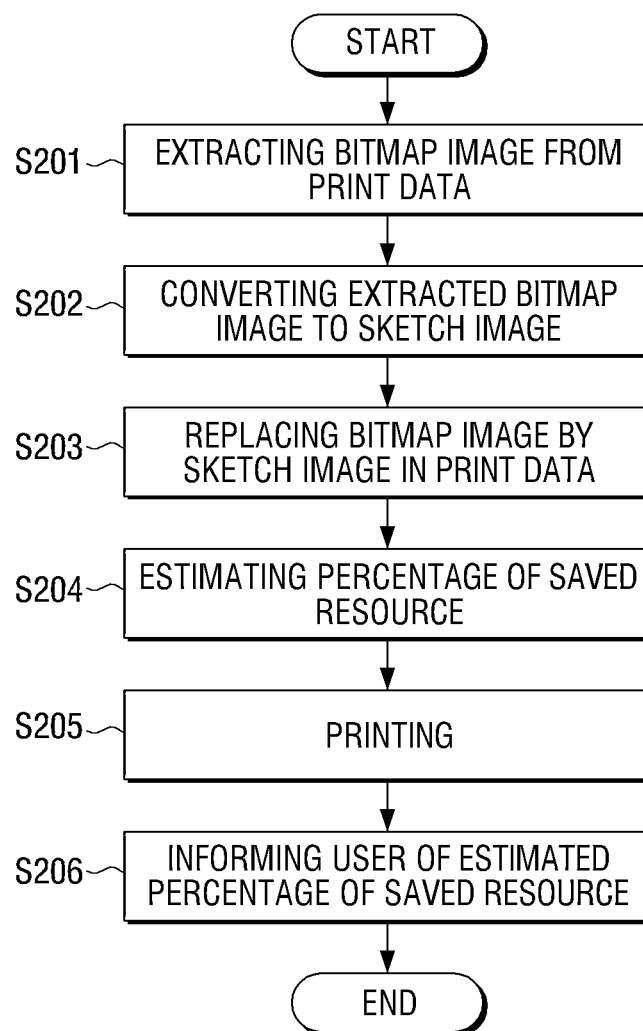 START
S201
EXTRACTING BITMAP IMAGE FROM
PRINT DATA
S202
CONVERTING EXTRACTED BITMAP
IMAGE TO SKETCH IMAGE
S203
REPLACING BITMAP IMAGE BY
SKETCH IMAGE IN PRINT DATA
S204
ESTIMATING PERCENTAGE OF SAVED
RESOURCE
S205
PRINTING
S206
INFORMING USER OF ESTIMATED
PERCENTAGE OF SAVED RESOURCE
END